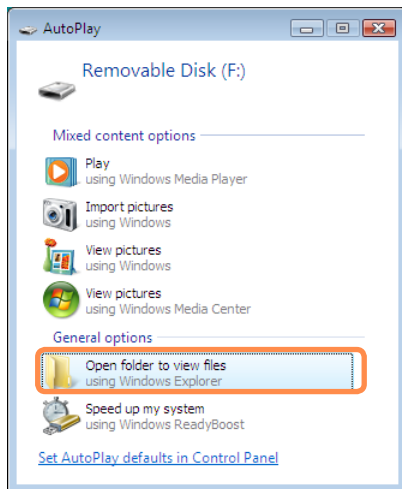 AutoPlay
Removable Disk (F:)
Mixed content options
Play
using Windows Media Player
Import pictures
using Windows
View pictures
using Windows
View pictures
using Windows Media Center
General options
Open folder to view files
using Windows Explorer
Speed up my system
using Windows ReadyBoost
Set AutoPlay defaults in Control Panel